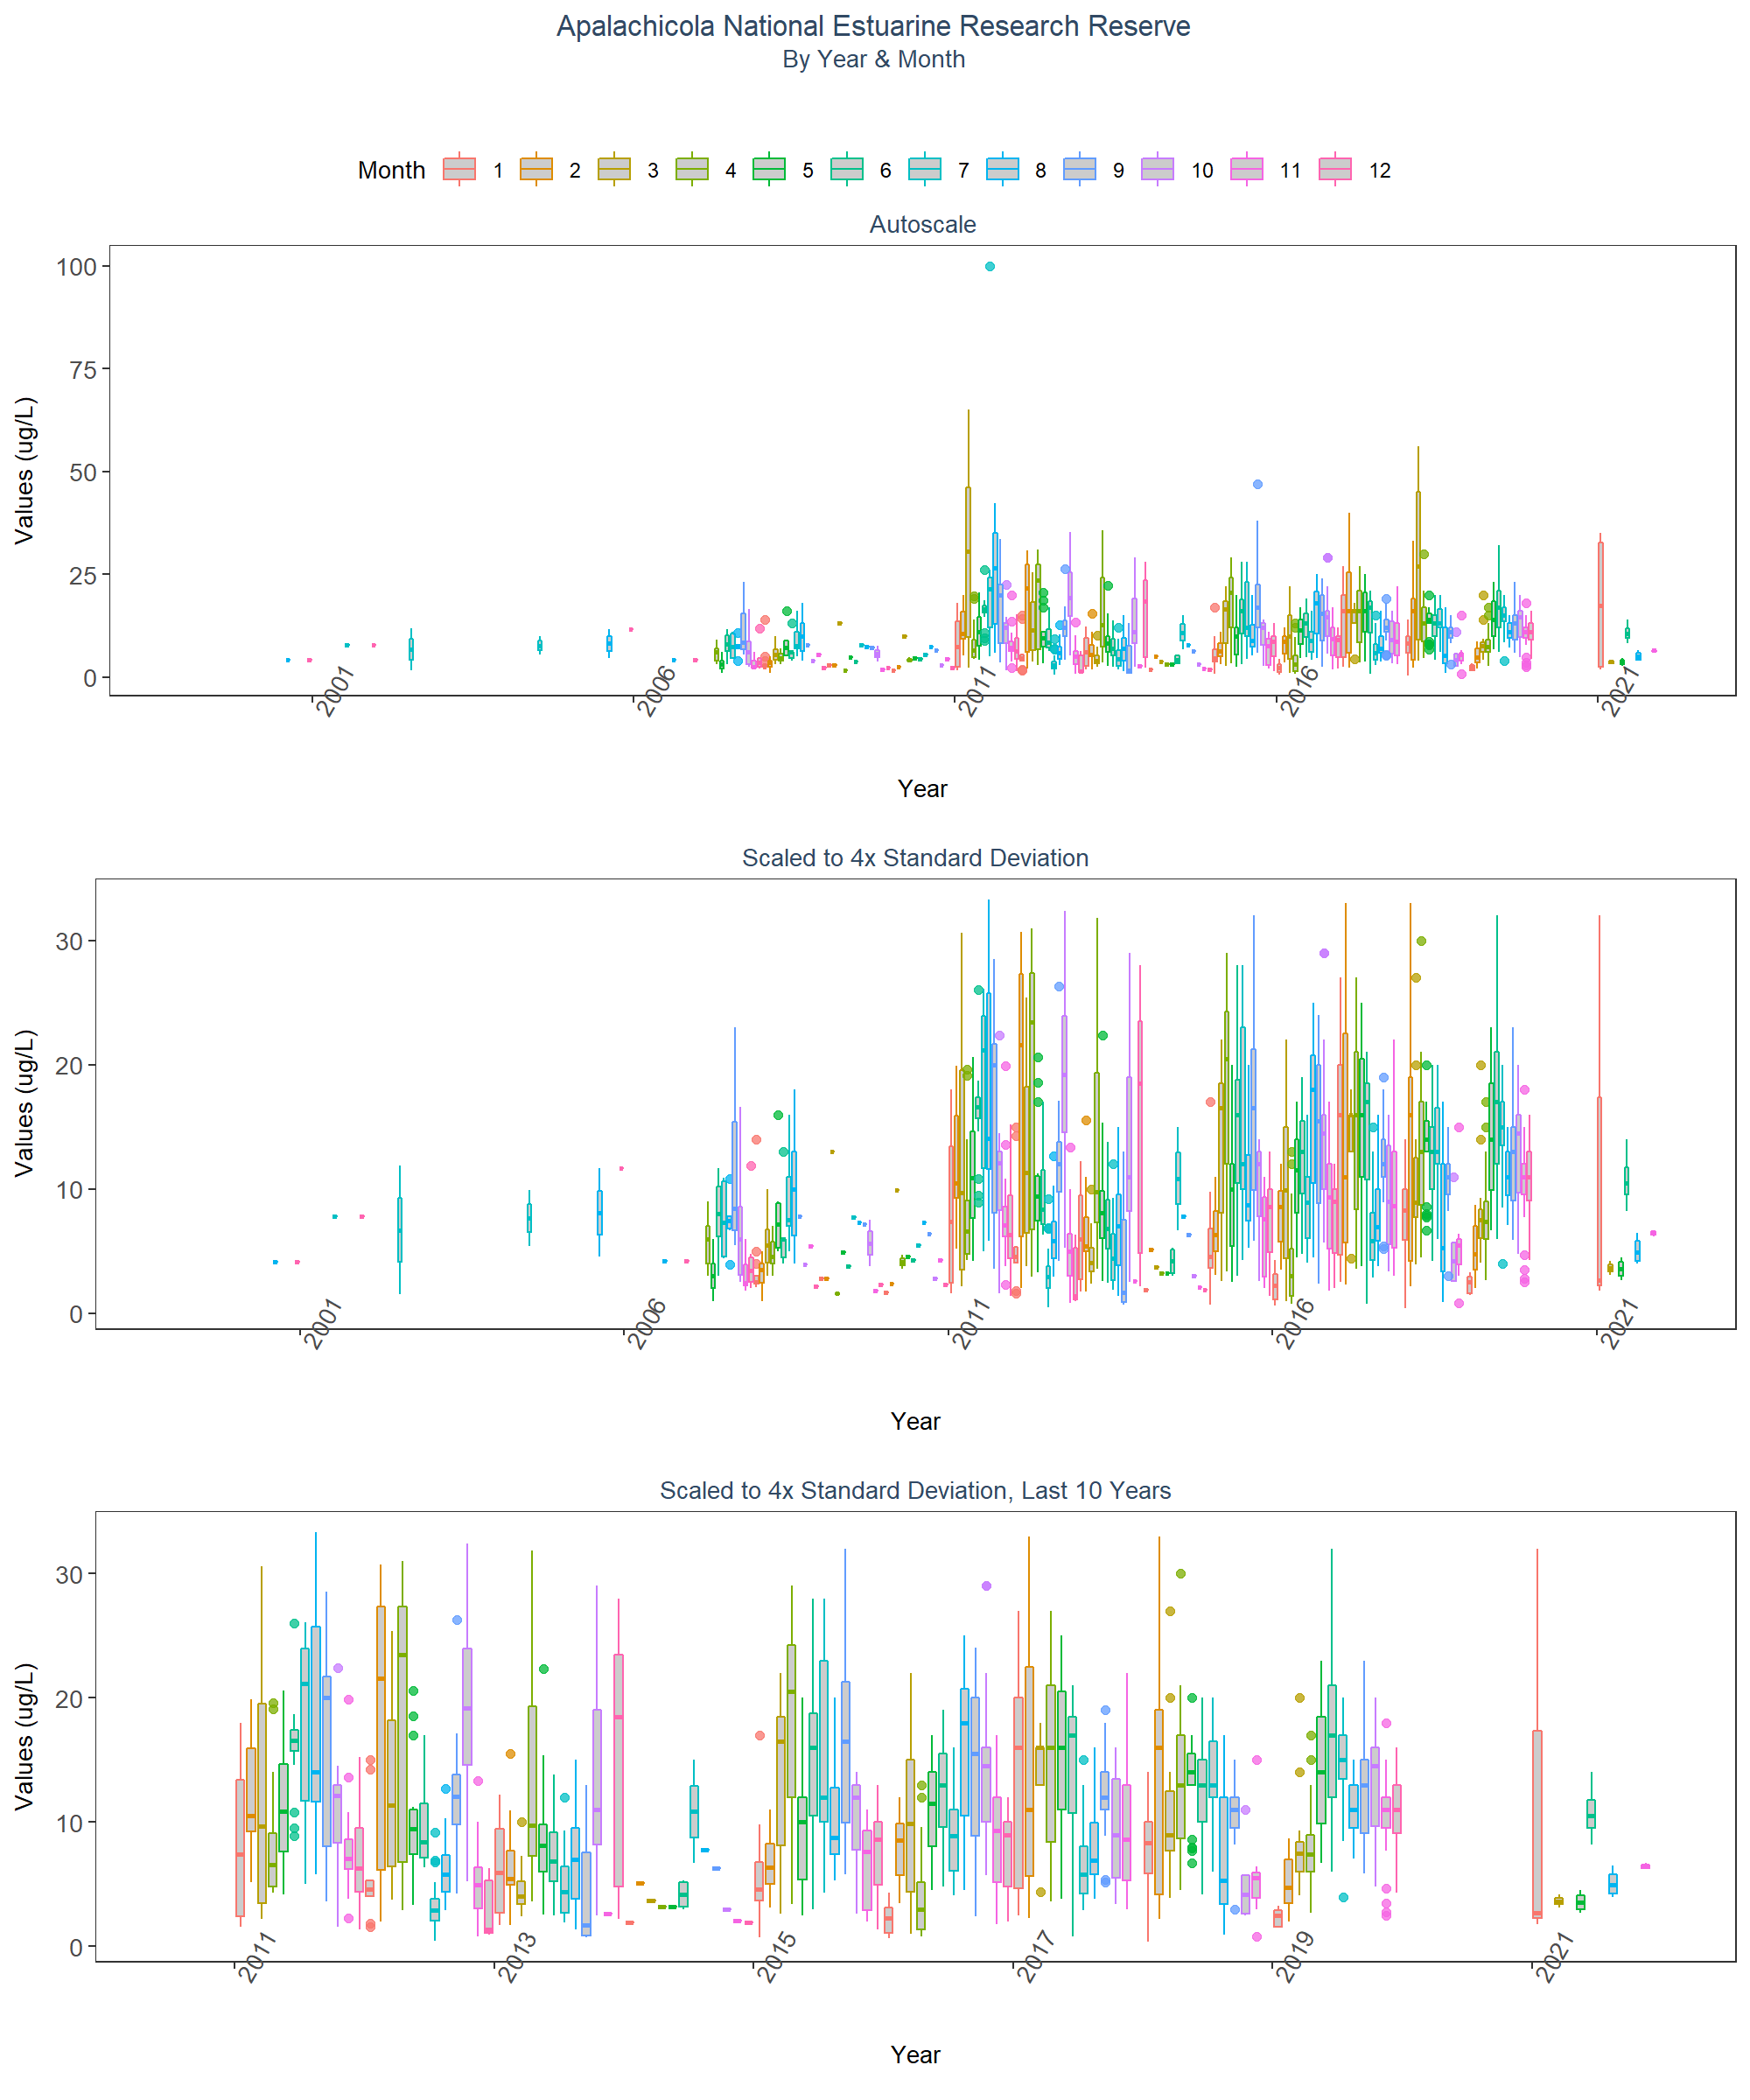 Apalachicola National Estuarine Research Reserve
By Year & Month
Month 1 2 3 4 5 6 7 8 9 10 11 12
Autoscale
100
75
50
25
0
Values (ug/L)
2001 2006 2011 2016 2021
Year
Scaled to 4x Standard Deviation
30
20
10
0
Values (ug/L)
2001 2006 2011 2016 2021
Year
Scaled to 4x Standard Deviation, Last 10 Years
30
20
10
0
Values (ug/L)
2011 2013 2015 2017 2019 2021
Year